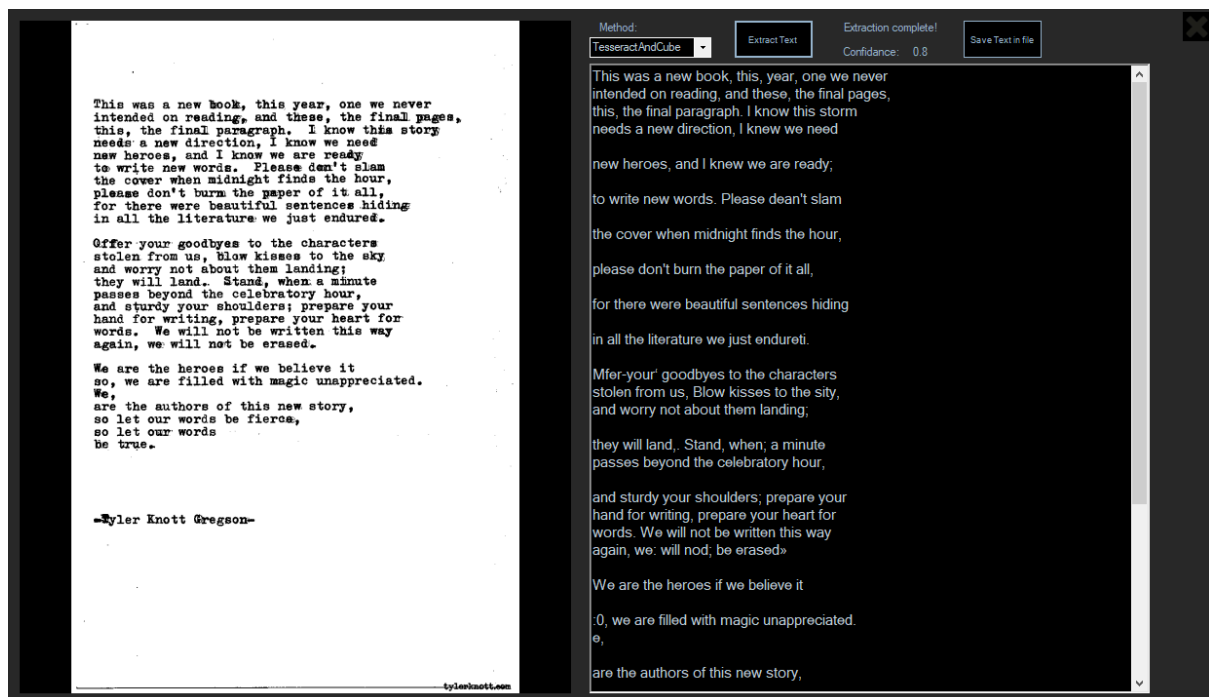 This was a new book, this year, one we never
intended on reading, and these, the final pages,
this, the final paragraph. I know this story
needs a new direction, I know we need
new heroes, and I know we are ready
to write new words. Please don't slam
the cover when midnight finds the hour,
please don't burn the paper of it all,
for there were beautiful sentences hiding
in all the literature we just endured.
Offer your goodbyes to the characters
stolen from us, blow kisses to the sky
and worry not about them landing;
they will land. Stand, when a minute
passes beyond the celebratory hour,
and sturdy your shoulders; prepare your
hand for writing, prepare your heart for
words. We will not be written this way
again, we will not be erased.
We are the heroes if we believe it
so, we are filled with magic unappreciated.
We,
are the authors of this new story,
so let our words be fierce,
so let our words
be true.
-Tyler Knott Gregson-
tylerknott.com
Method:
TesseractAndCube
Extract Text
Extraction complete!
Confidance: 0.8
Save Text in file
This was a new book, this, year, one we never
intended on reading, and these, the final pages,
this, the final paragraph. I know this storm
needs a new direction, I knew we need
new heroes, and I knew we are ready;
to write new words. Please dean't slam
the cover when midnight finds the hour,
please don't burn the paper of it all,
for there were beautiful sentences hiding
in all the literature we just endureti.
Mfer-your' goodbyes to the characters
stolen from us, Blow kisses to the sity,
and worry not about them landing;
they will land,. Stand, when; a minute
passes beyond the celebratory hour,
and sturdy your shoulders; prepare your
hand for writing, prepare your heart for
words. We will not be written this way
again, we: will nod; be erased»
We are the heroes if we believe it
:0, we are filled with magic unappreciated.
e,
are the authors of this new story,